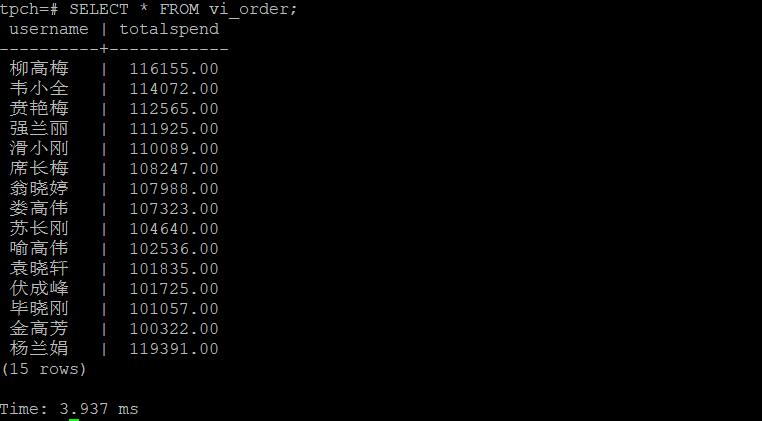 tpch=# SELECT * FROM vi_order;
 username | totalspend
----------+------------
 柳高梅   |  116155.00
 韦小全   |  114072.00
 贲艳梅   |  112565.00
 强兰丽   |  111925.00
 滑小刚   |  110089.00
 席长梅   |  108247.00
 翁晓婷   |  107988.00
 娄高伟   |  107323.00
 苏长刚   |  104640.00
 喻高伟   |  102536.00
 袁晓轩   |  101835.00
 伏成峰   |  101725.00
 毕晓刚   |  101057.00
 金高芳   |  100322.00
 杨兰娟   |  119391.00
(15 rows)
Time: 3.937 ms